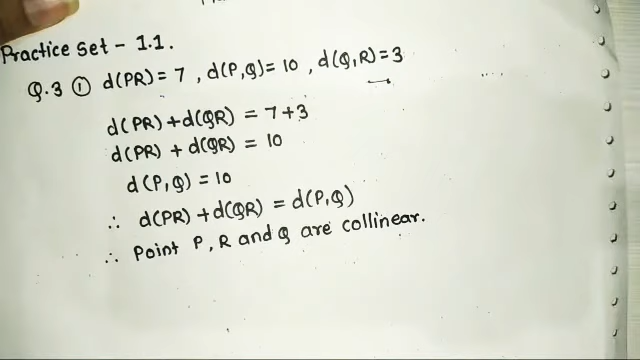 Practice Set - 1.1.
Q.3 ① d(PR) = 7 , d(P,Q) = 10 , d(Q,R) = 3
d(PR) + d(QR) = 7+3
d(PR) + d(QR) = 10
d(P,Q) = 10
∴ d(PR) + d(QR) = d(P,Q)
∴ Point P, R and Q are collinear.